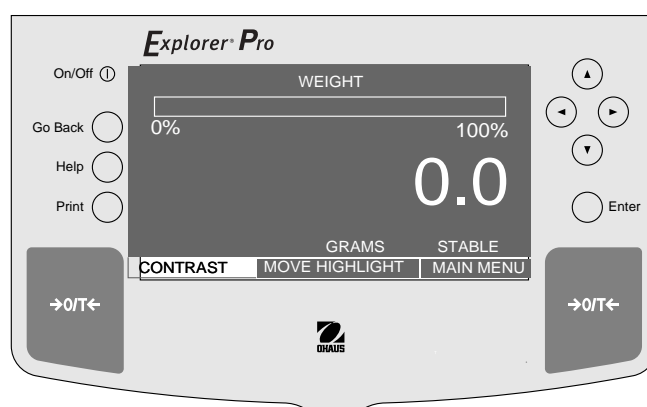 Explorer® Pro
On/Off
WEIGHT
0% 100%
Go Back
Help
0.0
Print
Enter
GRAMS STABLE
CONTRAST MOVE HIGHLIGHT MAIN MENU
→0/T← →0/T←
OHAUS